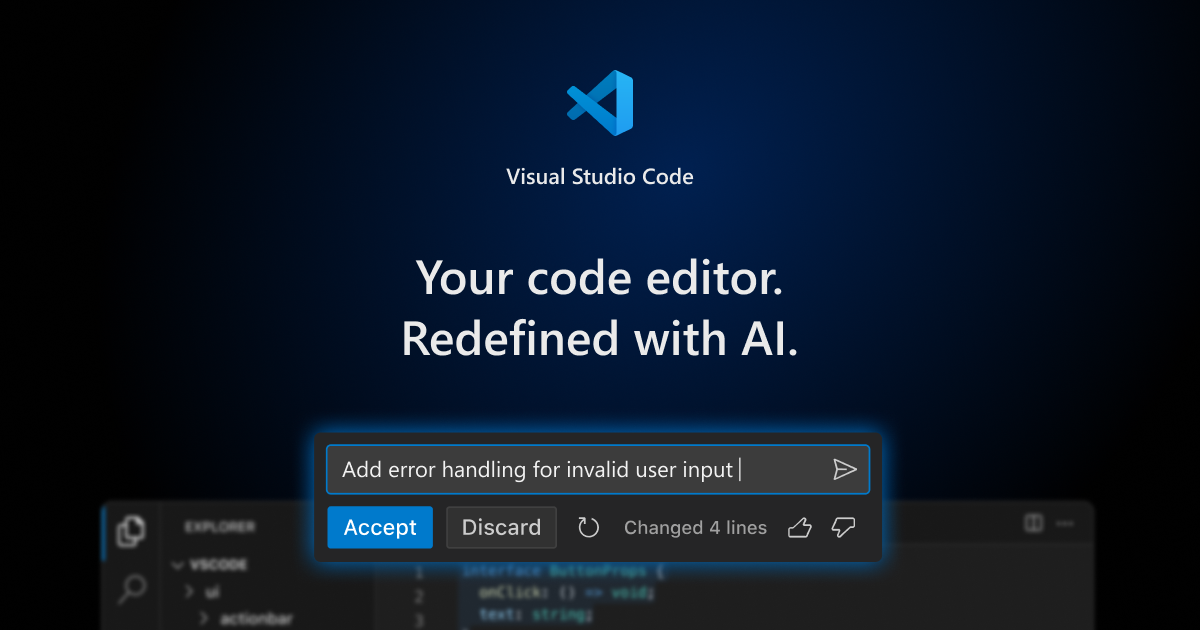 Visual Studio Code
Your code editor.
Redefined with AI.
Add error handling for invalid user input
Accept Discard Changed 4 lines
EXPLORER
VSCODE
ui
actionbar
1 interface ButtonProps {
2 onClick: () => void;
3 text: string;